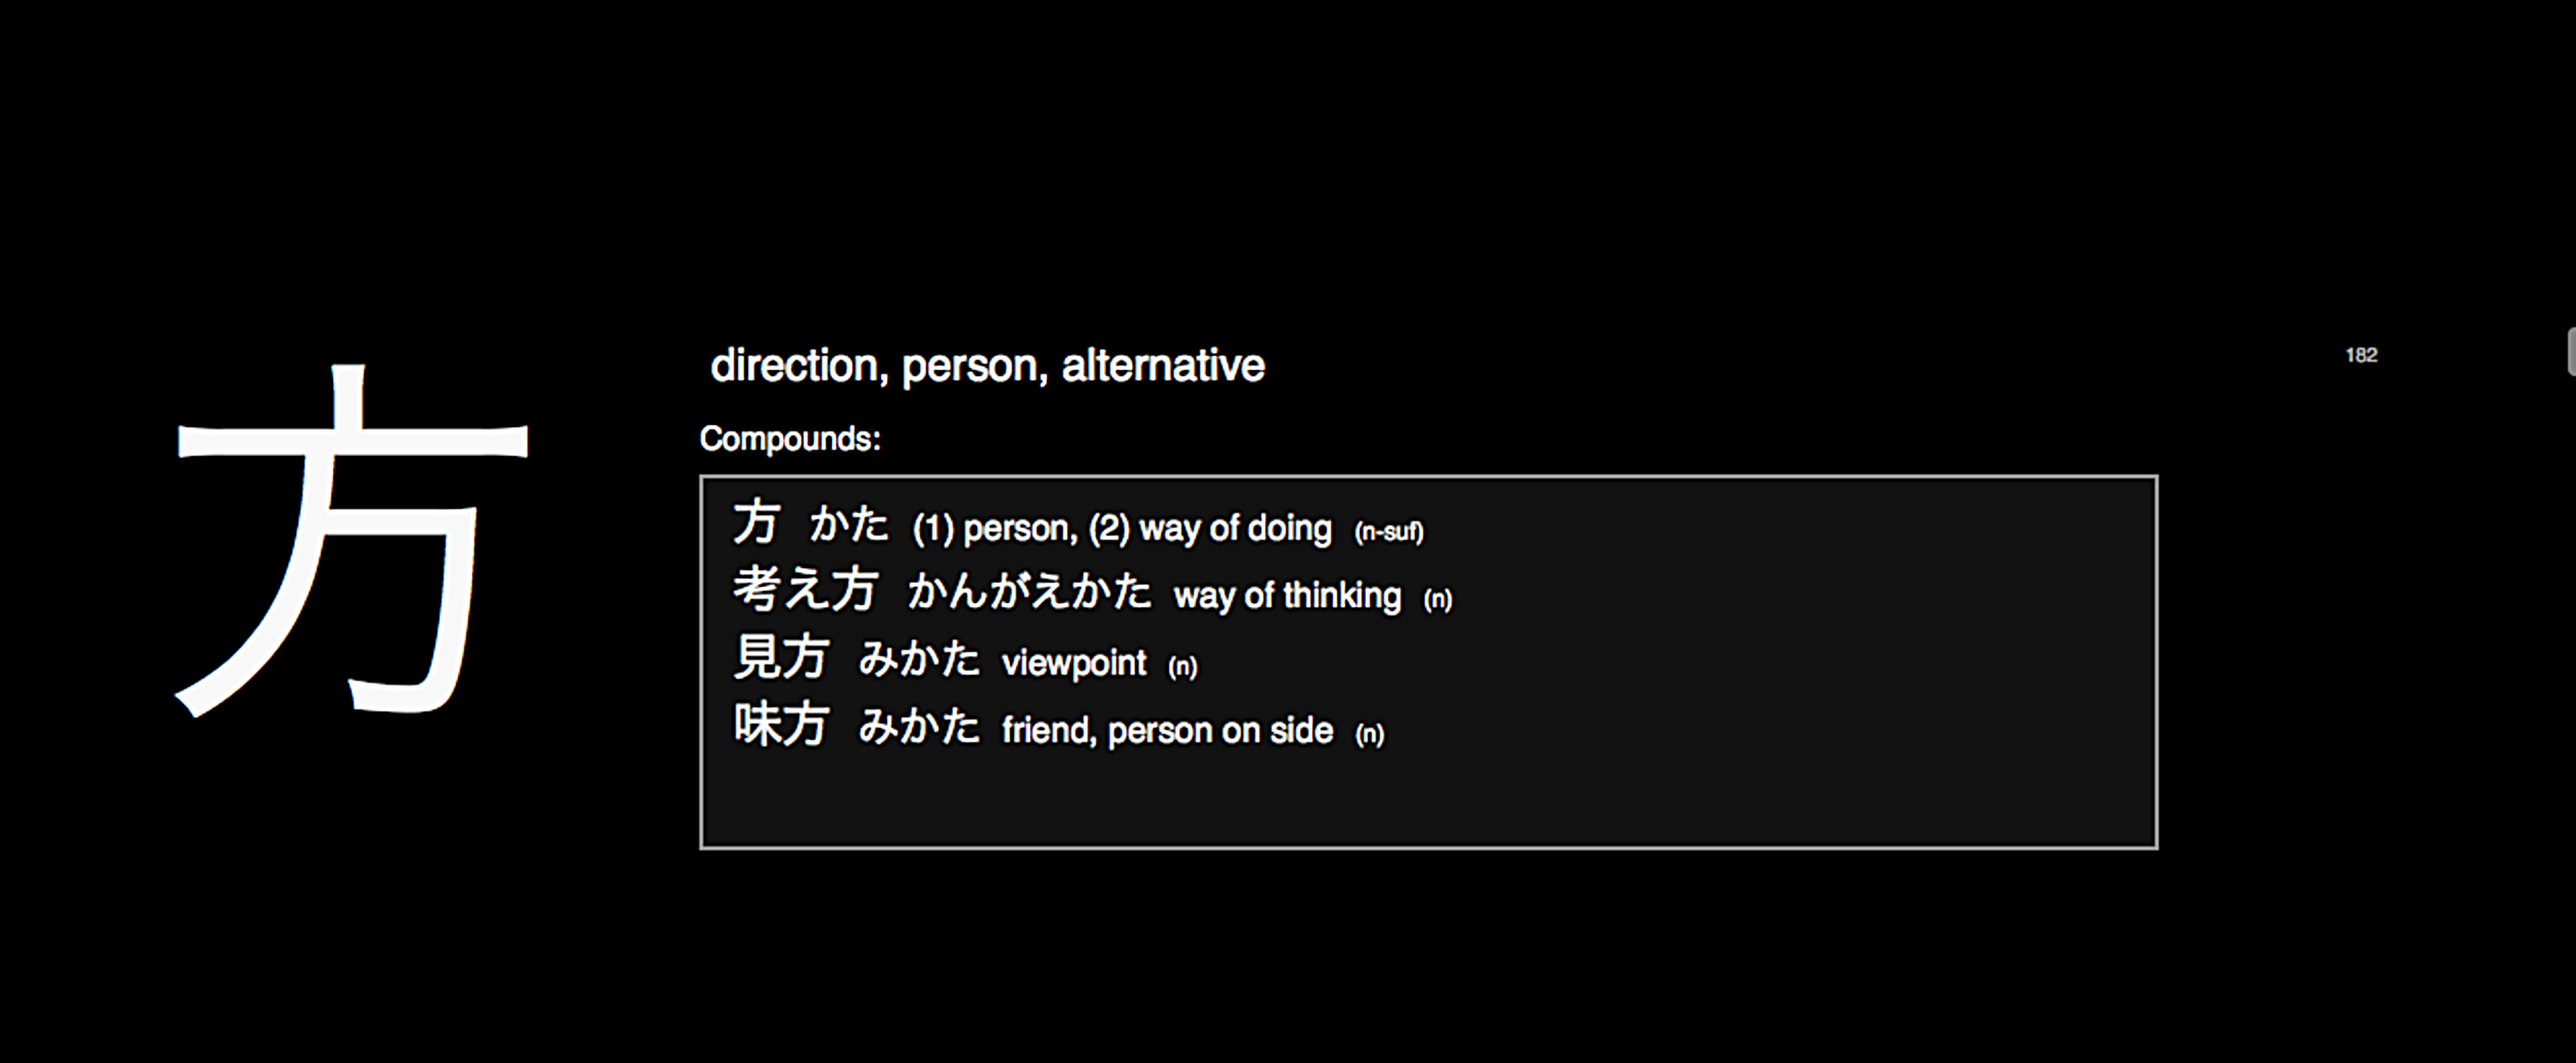 方
direction, person, alternative
182
Compounds:
方 かた (1) person, (2) way of doing (n-suf)
考え方 かんがえかた way of thinking (n)
見方 みかた viewpoint (n)
味方 みかた friend, person on side (n)